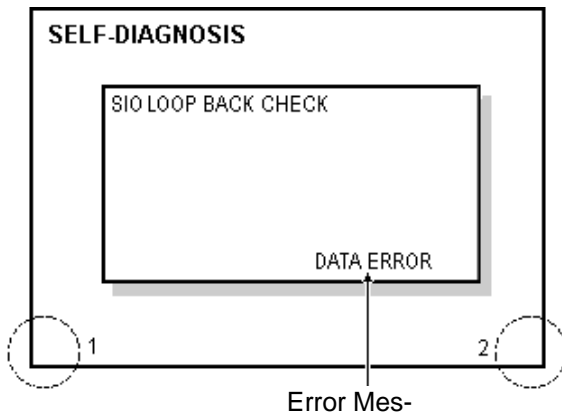 SELF-DIAGNOSIS
SIO LOOP BACK CHECK
DATA ERROR
1
2
Error Mes-